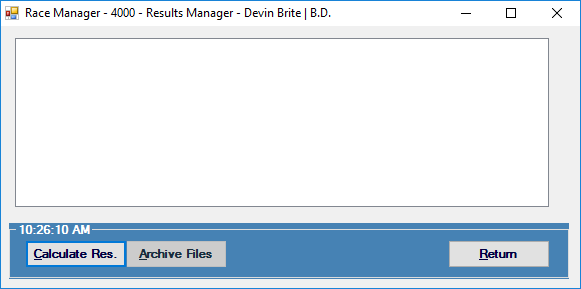 Race Manager - 4000 - Results Manager - Devin Brite | B.D.
10:26:10 AM
Calculate Res. Archive Files Return